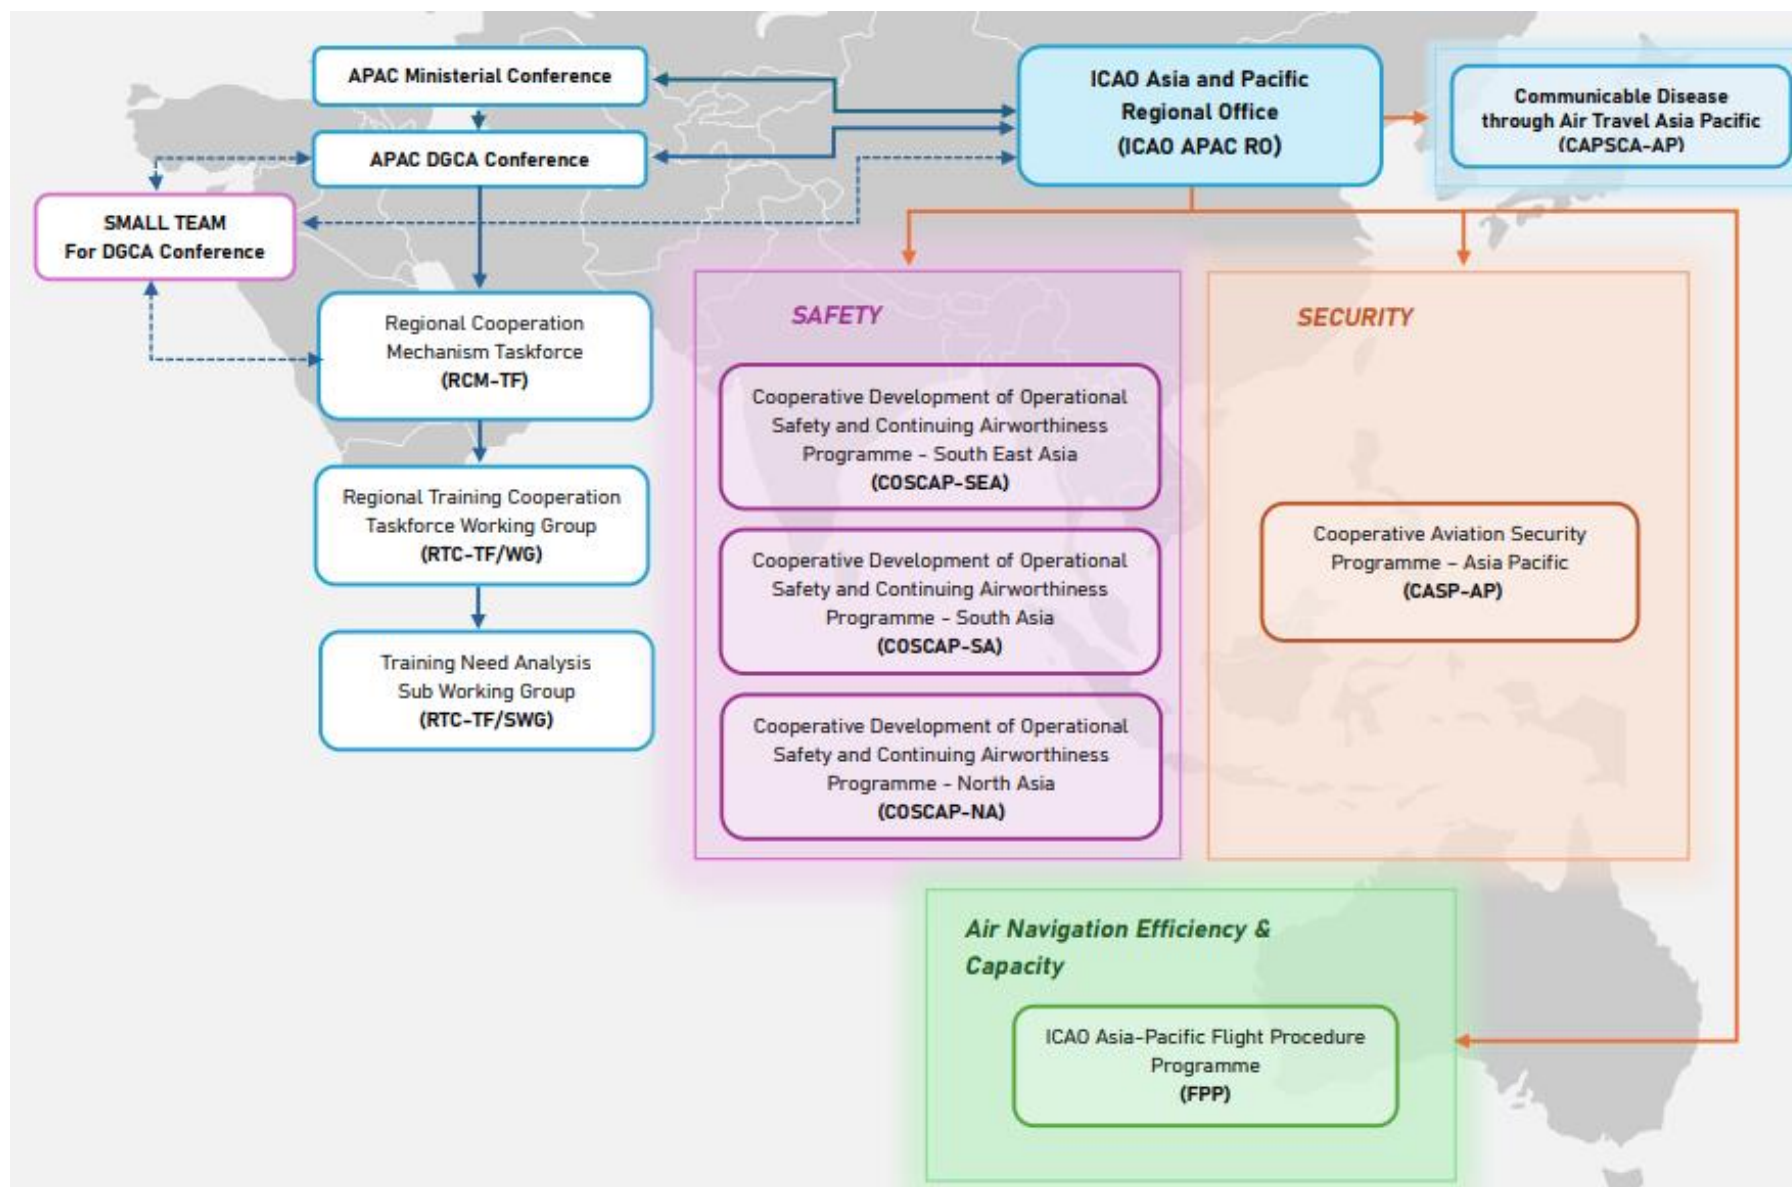 APAC Ministerial Conference
APAC DGCA Conference
SMALL TEAM
For DGCA Conference
Regional Cooperation
Mechanism Taskforce
(RCM-TF)
Regional Training Cooperation
Taskforce Working Group
(RTC-TF/WG)
Training Need Analysis
Sub Working Group
(RTC-TF/SWG)
ICAO Asia and Pacific
Regional Office
(ICAO APAC RO)
Communicable Disease
through Air Travel Asia Pacific
(CAPSCA-AP)
SAFETY
Cooperative Development of Operational
Safety and Continuing Airworthiness
Programme - South East Asia
(COSCAP-SEA)
Cooperative Development of Operational
Safety and Continuing Airworthiness
Programme - South Asia
(COSCAP-SA)
Cooperative Development of Operational
Safety and Continuing Airworthiness
Programme - North Asia
(COSCAP-NA)
SECURITY
Cooperative Aviation Security
Programme – Asia Pacific
(CASP-AP)
Air Navigation Efficiency &
Capacity
ICAO Asia-Pacific Flight Procedure
Programme
(FPP)